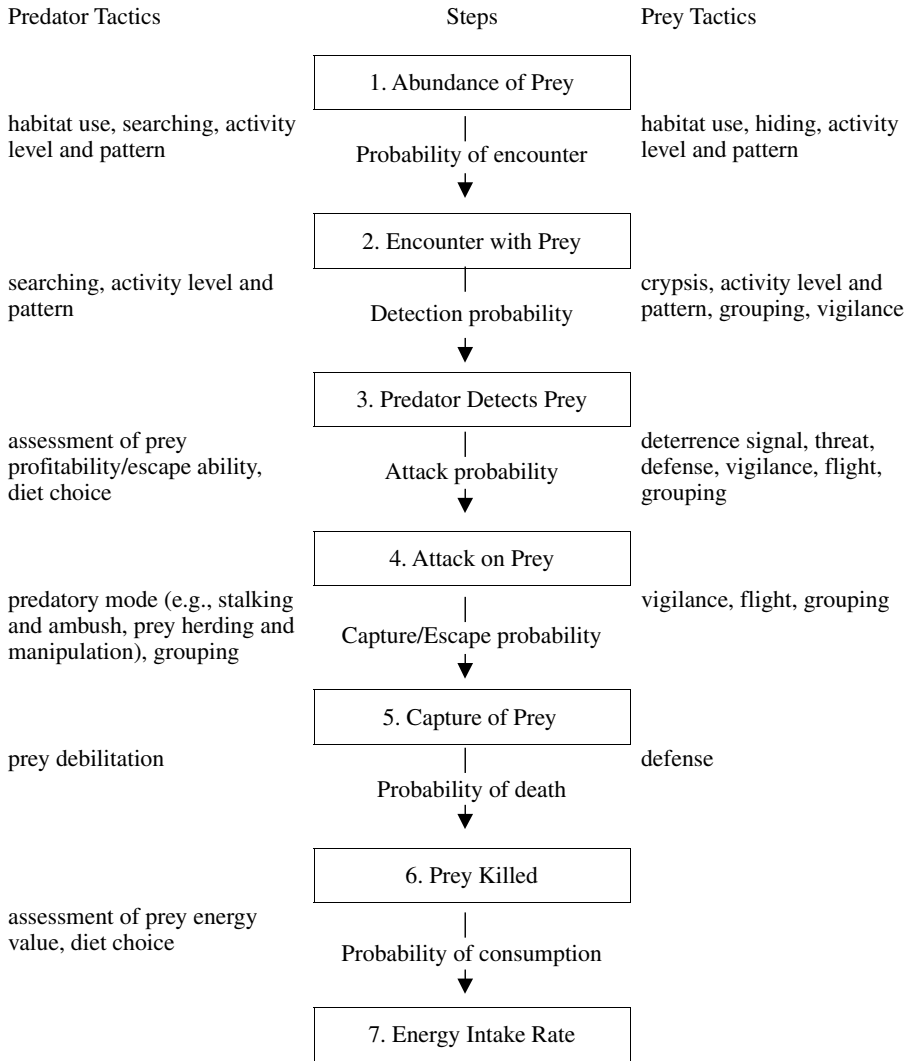 Predator Tactics
Steps
Prey Tactics
1. Abundance of Prey
habitat use, searching, activity
level and pattern
Probability of encounter
habitat use, hiding, activity
level and pattern
2. Encounter with Prey
searching, activity level and
pattern
Detection probability
crypsis, activity level and
pattern, grouping, vigilance
3. Predator Detects Prey
assessment of prey
profitability/escape ability,
diet choice
Attack probability
deterrence signal, threat,
defense, vigilance, flight,
grouping
4. Attack on Prey
predatory mode (e.g., stalking
and ambush, prey herding and
manipulation), grouping
Capture/Escape probability
vigilance, flight, grouping
5. Capture of Prey
prey debilitation
Probability of death
defense
6. Prey Killed
assessment of prey energy
value, diet choice
Probability of consumption
7. Energy Intake Rate